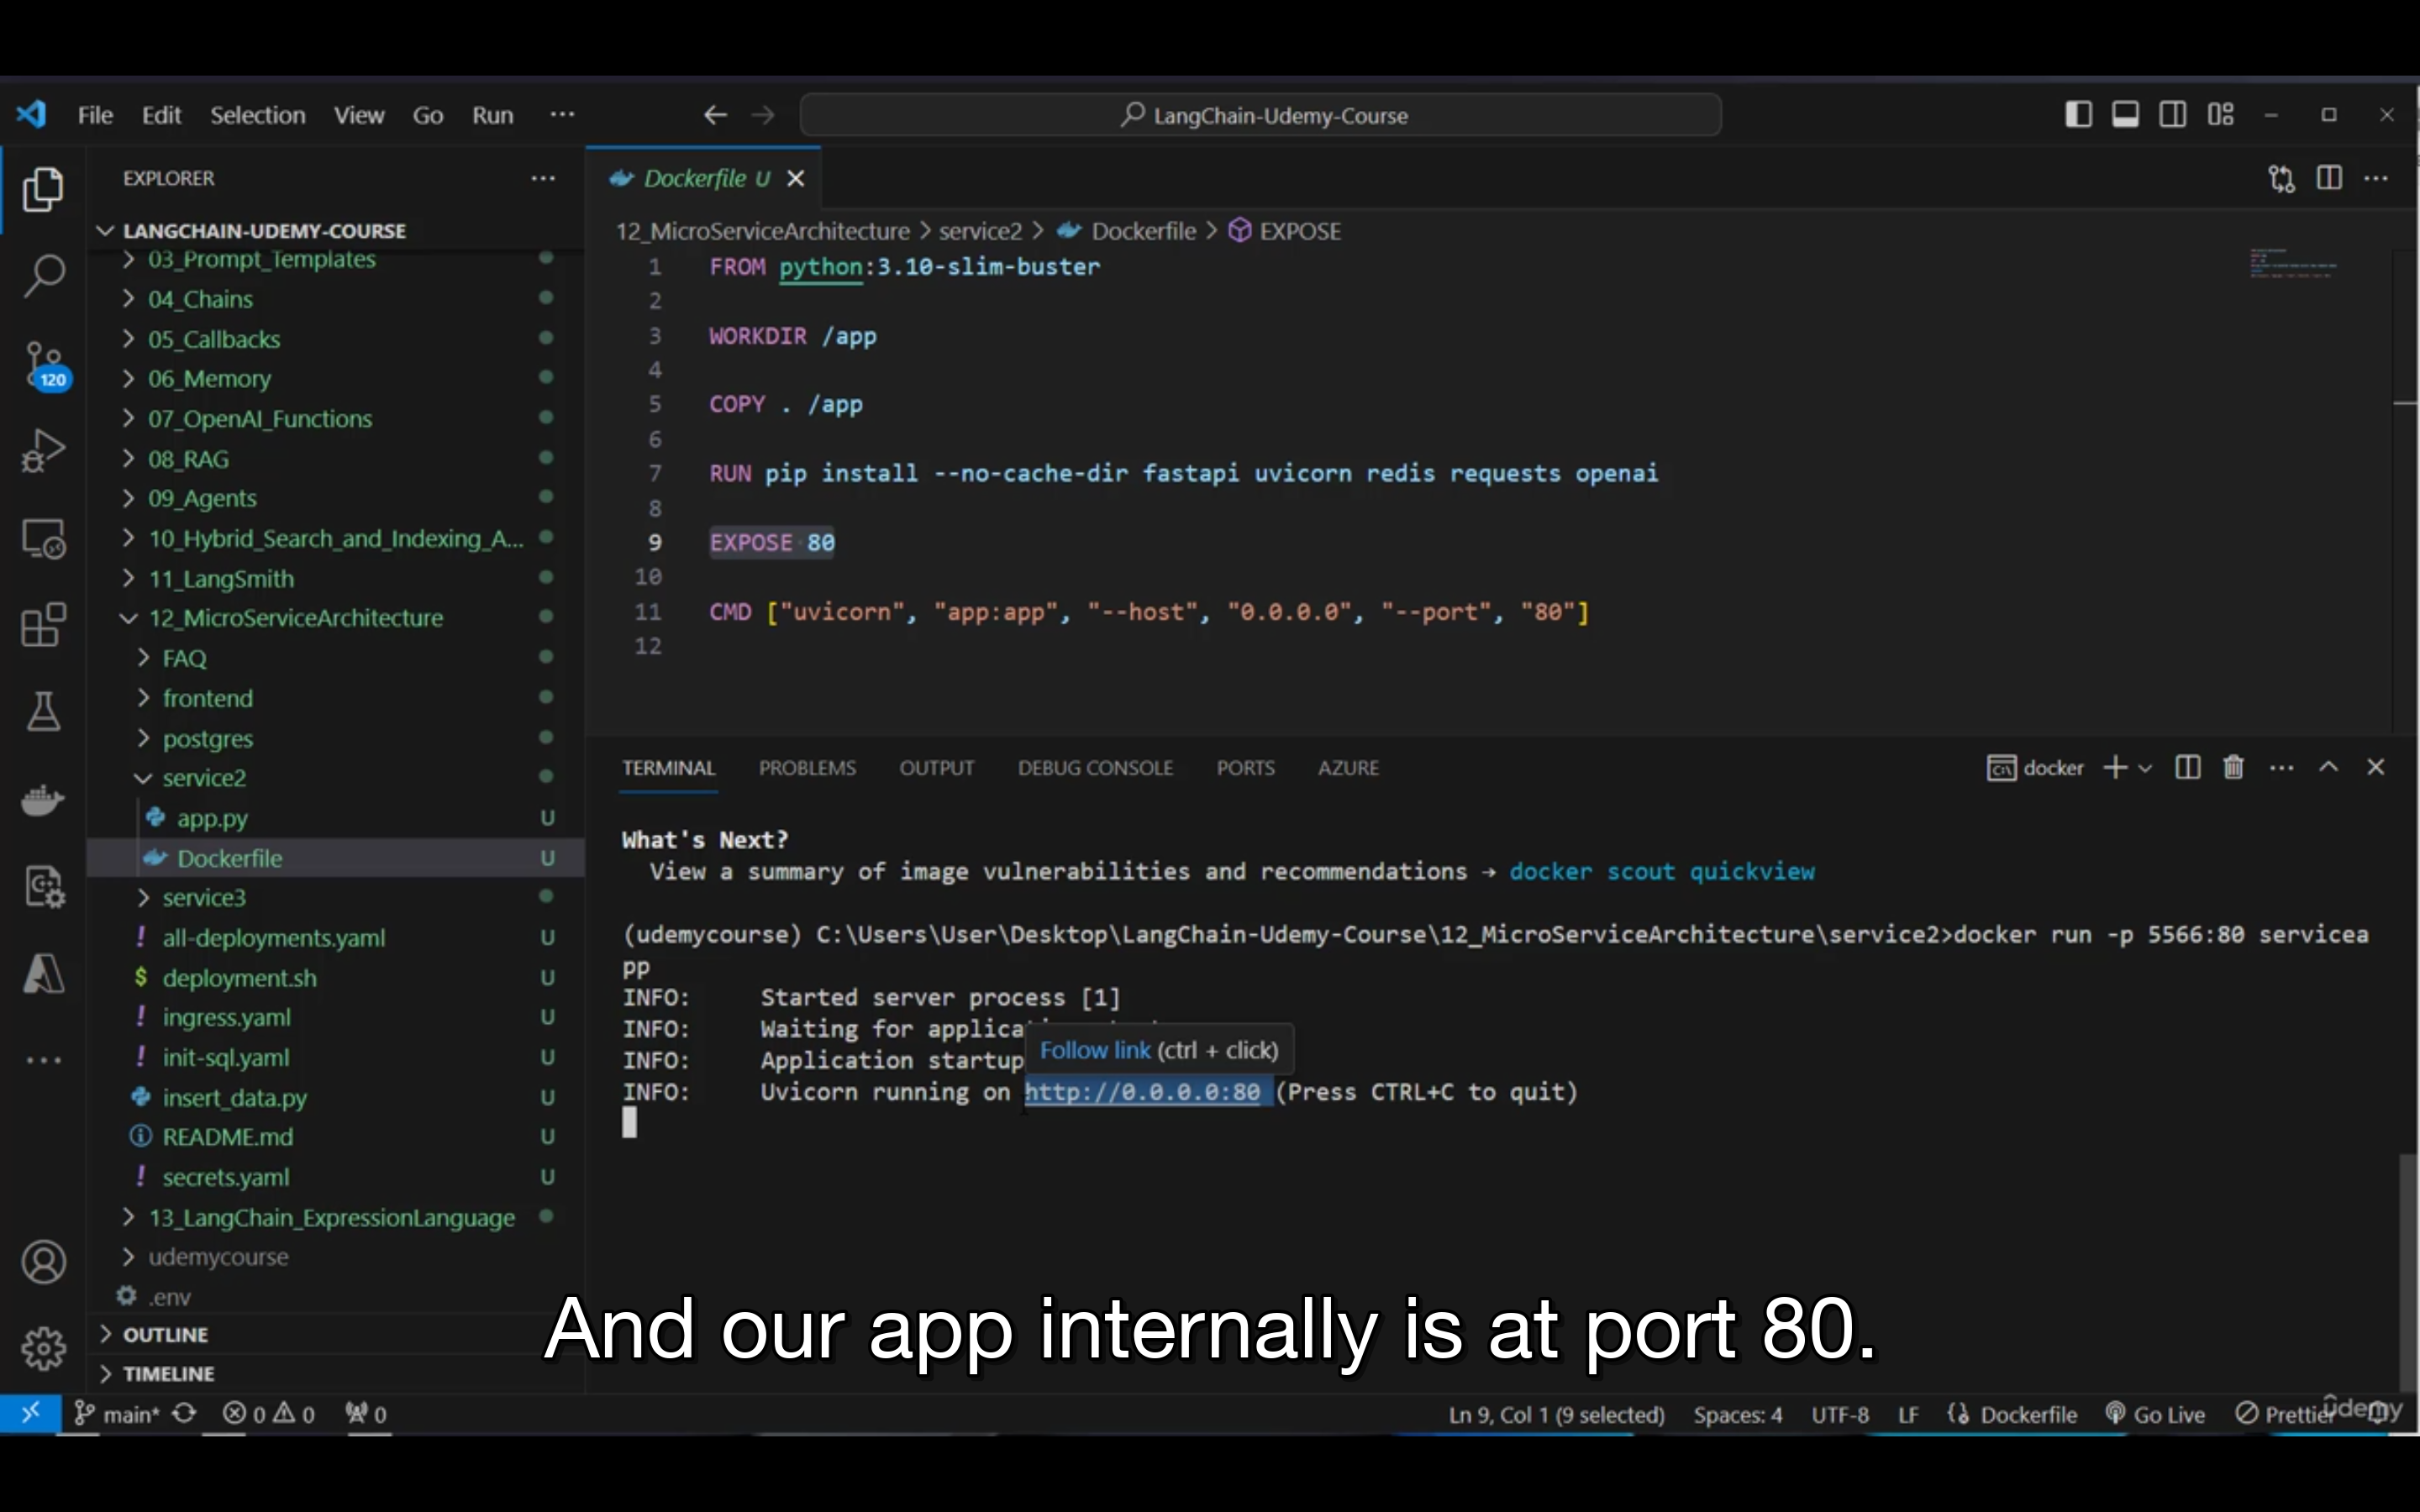 File Edit Selection View Go Run ...
LangChain-Udemy-Course
EXPLORER
LANGCHAIN-UDEMY-COURSE
03_Prompt_Templates
04_Chains
05_Callbacks
06_Memory
07_OpenAI_Functions
08_RAG
09_Agents
10_Hybrid_Search_and_Indexing_A...
11_LangSmith
12_MicroServiceArchitecture
FAQ
frontend
postgres
service2
app.py U
Dockerfile U
service3
! all-deployments.yaml U
$ deployment.sh U
! ingress.yaml U
! init-sql.yaml U
insert_data.py U
README.md U
! secrets.yaml U
13_LangChain_ExpressionLanguage
udemycourse
.env
OUTLINE
TIMELINE
120
Dockerfile U
12_MicroServiceArchitecture > service2 > Dockerfile > EXPOSE
1 FROM python:3.10-slim-buster
2
3 WORKDIR /app
4
5 COPY . /app
6
7 RUN pip install --no-cache-dir fastapi uvicorn redis requests openai
8
9 EXPOSE 80
10
11 CMD ["uvicorn", "app:app", "--host", "0.0.0.0", "--port", "80"]
12
TERMINAL PROBLEMS OUTPUT DEBUG CONSOLE PORTS AZURE
docker
What's Next?
View a summary of image vulnerabilities and recommendations → docker scout quickview
(udemycourse) C:\Users\User\Desktop\LangChain-Udemy-Course\12_MicroServiceArchitecture\service2>docker run -p 5566:80 servicea
pp
INFO: Started server process [1]
INFO: Waiting for applica
Follow link (ctrl + click)
INFO: Application startup
INFO: Uvicorn running on http://0.0.0.0:80 (Press CTRL+C to quit)
And our app internally is at port 80.
main* 0 0 0
Ln 9, Col 1 (9 selected) Spaces: 4 UTF-8 LF Dockerfile Go Live Prettier
ûdemy